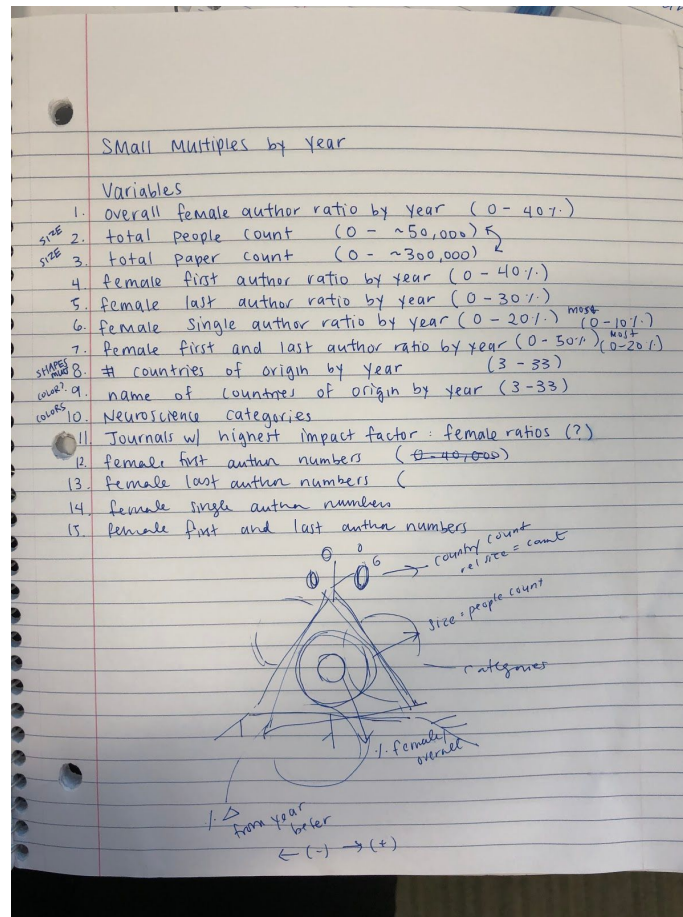 Small Multiples by year
Variables
1. overall female author ratio by year (0 - 40%)
SIZE 2. total people count (0 - ~50,000)
SIZE 3. total paper count (0 - ~300,000)
4. female first author ratio by year (0 - 40%)
5. female last author ratio by year (0 - 30%)
6. female single author ratio by year (0 - 20%) most (0-10%)
7. female first and last author ratio by year (0 - 50%) most (0-20%)
SHAPES 8. # countries of origin by year (3 - 33)
COLOR? 9. name of countries of origin by year (3-33)
COLORS 10. Neuroscience categories
11. Journals w/ highest impact factor : female ratios (?)
12. female first author numbers (0-40,000)
13. female last author numbers (
14. female single author numbers
15. female first and last author numbers
country count
rel size = count
size = people count
categories
% female
overall
% Δ
from year
befer
← (-) → (+)